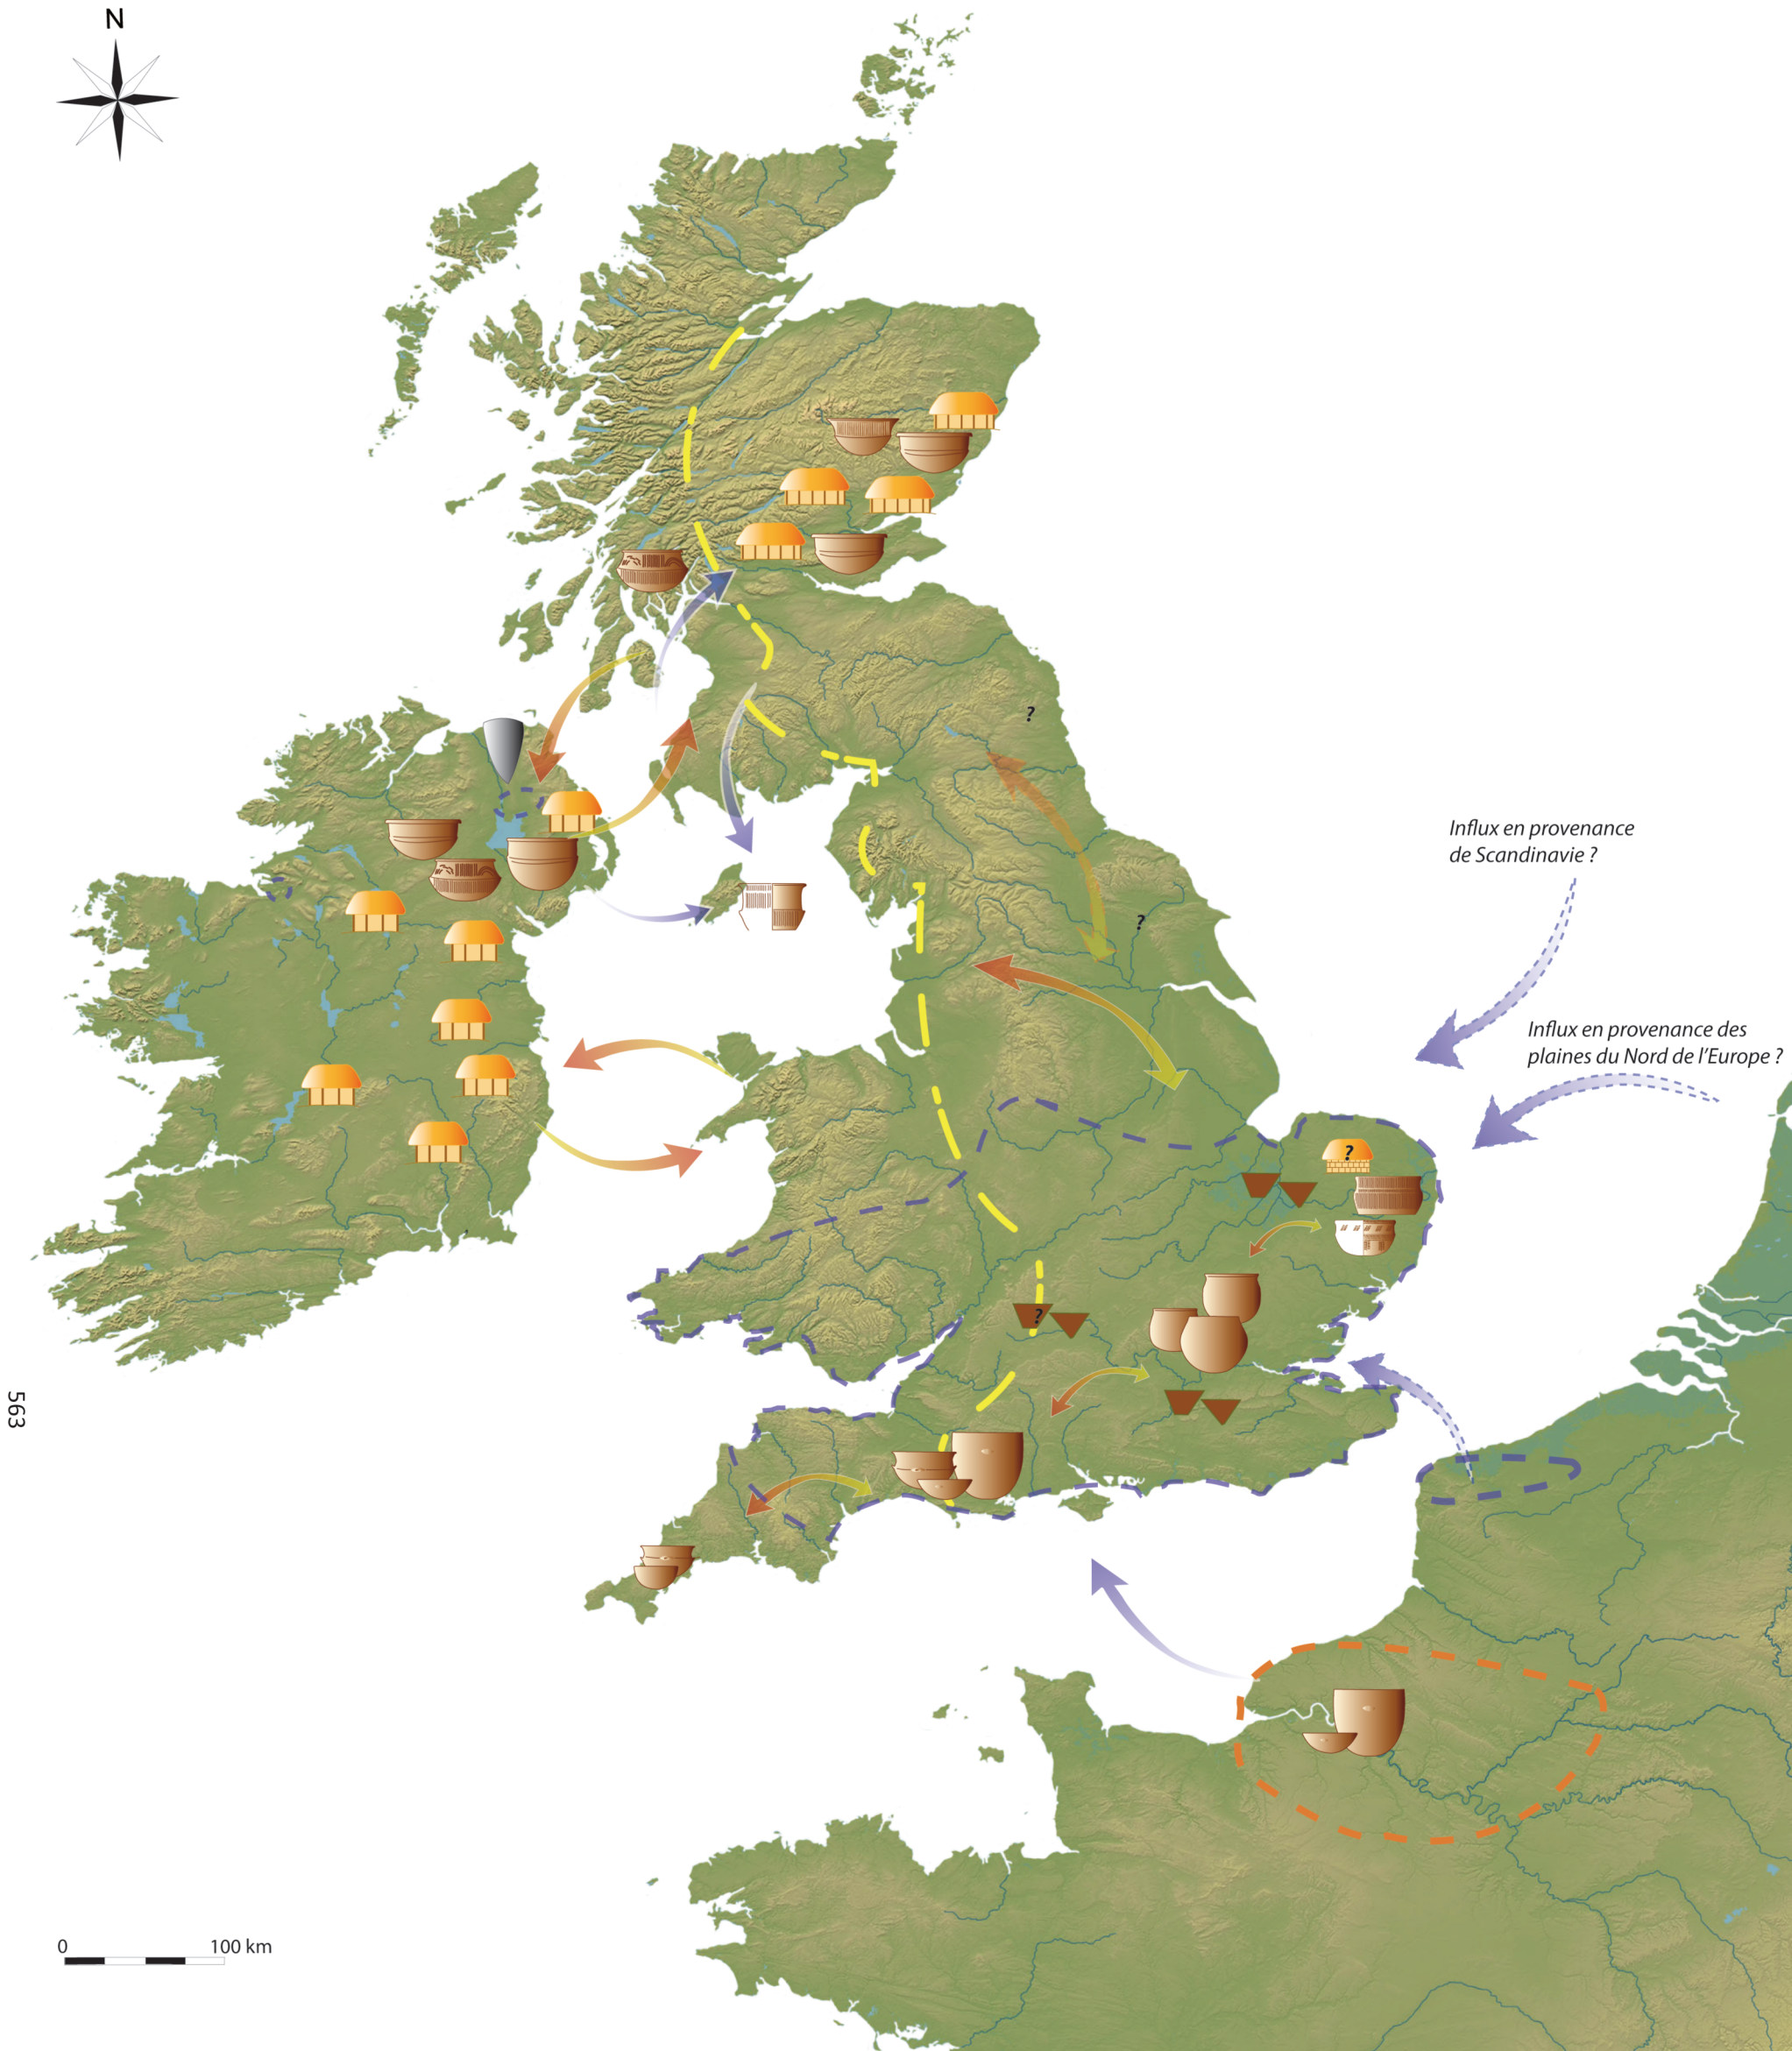 N
?
Influx en provenance
de Scandinavie ?
?
Influx en provenance des
plaines du Nord de l'Europe ?
?
?
563
0 100 km